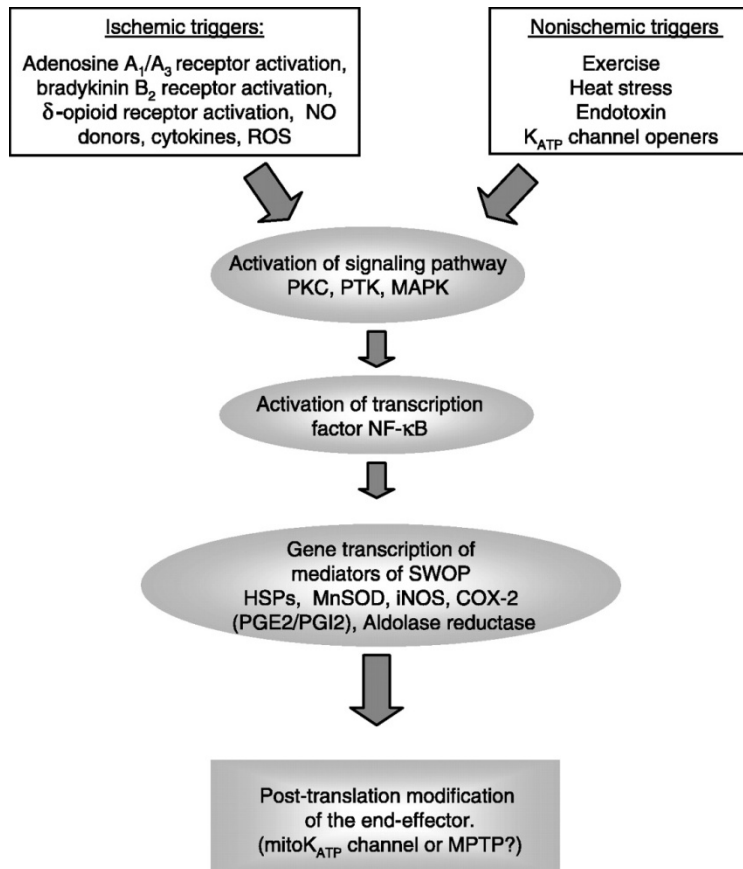 Ischemic triggers:
Adenosine A₁/A₃ receptor activation,
bradykinin B₂ receptor activation,
δ-opioid receptor activation, NO
donors, cytokines, ROS
Nonischemic triggers
Exercise
Heat stress
Endotoxin
K_ATP channel openers
Activation of signaling pathway
PKC, PTK, MAPK
Activation of transcription
factor NF-κB
Gene transcription of
mediators of SWOP
HSPs, MnSOD, iNOS, COX-2
(PGE2/PGI2), Aldolase reductase
Post-translation modification
of the end-effector.
(mitoK_ATP channel or MPTP?)